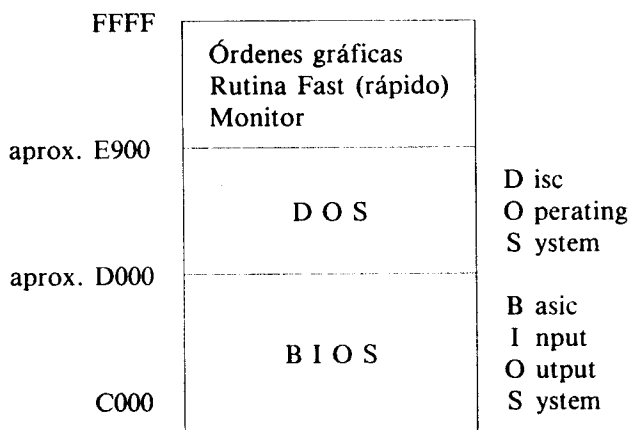 FFFF
Órdenes gráficas
Rutina Fast (rápido)
Monitor
aprox. E900
D O S
D isc
O perating
S ystem
aprox. D000
B I O S
B asic
I nput
O utput
S ystem
C000